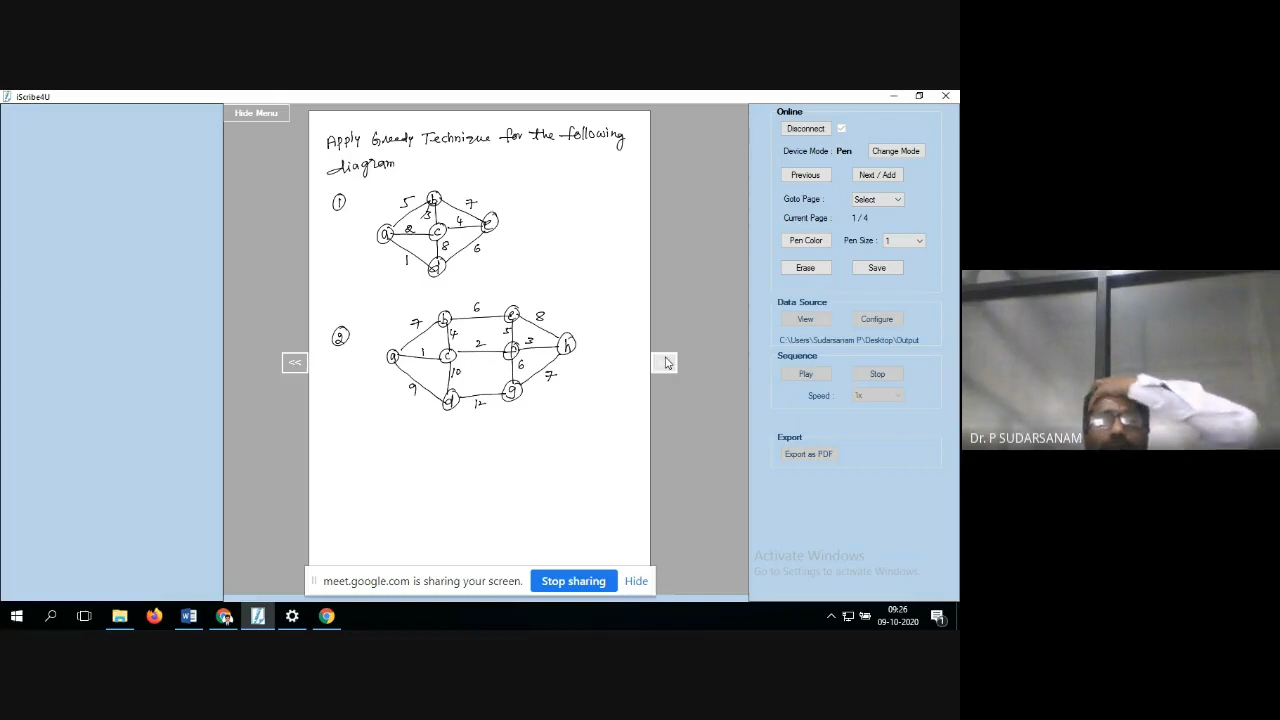 iScribe4U
Hide Menu
Apply Greedy Technique for the following
diagram
1
b
5
7
3
a
2
c
4
e
8
1
6
d
2
b
6
e
8
7
4
5
a
1
c
2
3
h
10
6
9
7
d
12
g
<<
Online
Disconnect
Device Mode : Pen
Change Mode
Previous
Next / Add
Goto Page :
Select
Current Page :
1 / 4
Pen Color
Pen Size :
1
Erase
Save
Data Source
View
Configure
C:\Users\Sudarsanam P\Desktop\Output
Sequence
Play
Stop
Speed :
1x
Export
Export as PDF
Activate Windows
Go to Settings to activate Windows.
meet.google.com is sharing your screen.
Stop sharing
Hide
09:26
09-10-2020
1
Dr. P SUDARSANAM